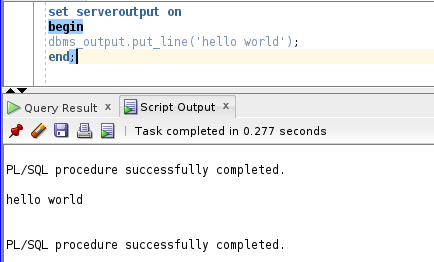 set serveroutput on
begin
dbms_output.put_line('hello world');
end;
Query Result x Script Output x
Task completed in 0.277 seconds
PL/SQL procedure successfully completed.
hello world
PL/SQL procedure successfully completed.